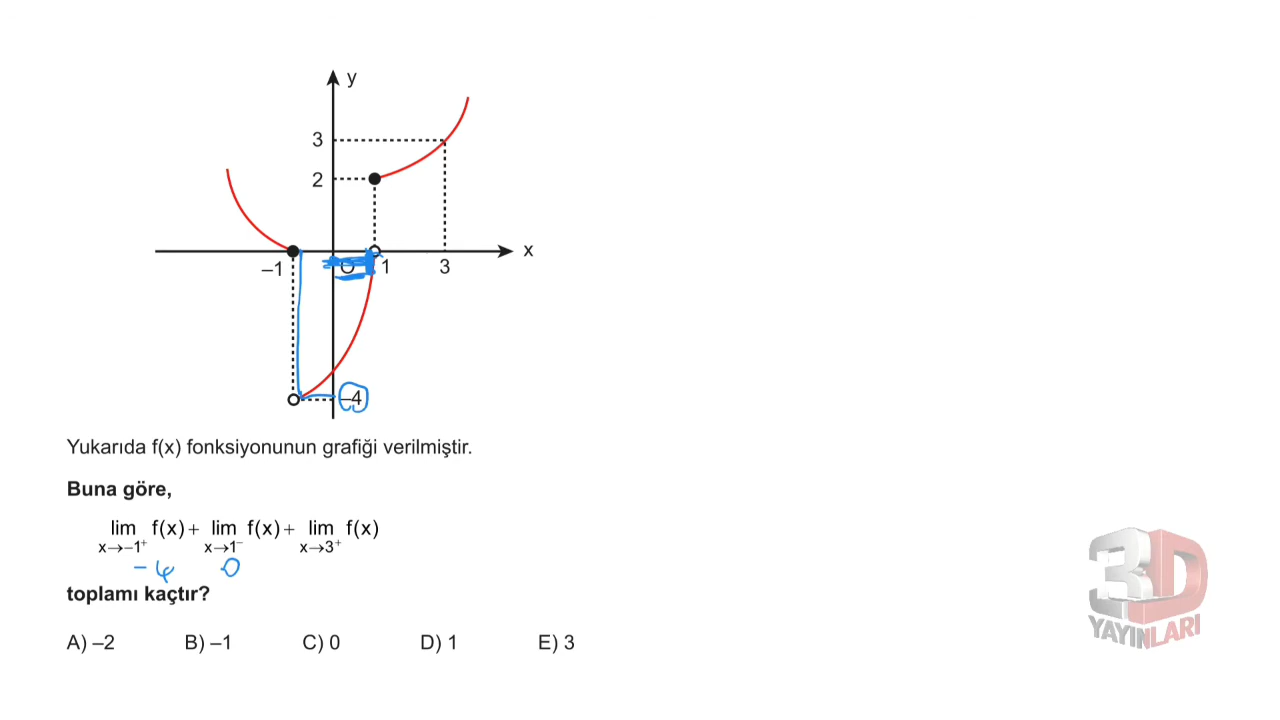 y
3
2
x
–1
O
1
3
–4
Yukarıda f(x) fonksiyonunun grafiği verilmiştir.
Buna göre,
lim f(x) + lim f(x) + lim f(x)
x→–1⁺ x→1⁻ x→3⁺
–4 0
toplamı kaçtır?
A) –2 B) –1 C) 0 D) 1 E) 3
3D
YAYINLARI